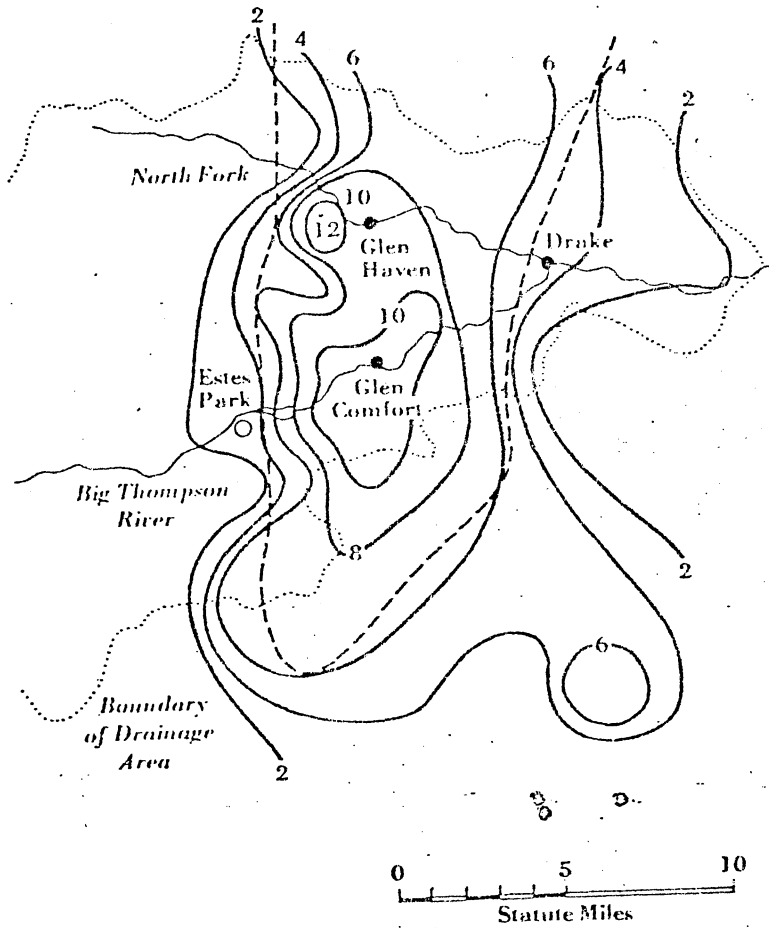 2
4
6
6
4
2
North Fork
10
12
Glen
Haven
Drake
10
Estes
Park
Glen
Comfort
Big Thompson
River
8
2
6
Boundary
of Drainage
Area
2
0 5 10
Statute Miles